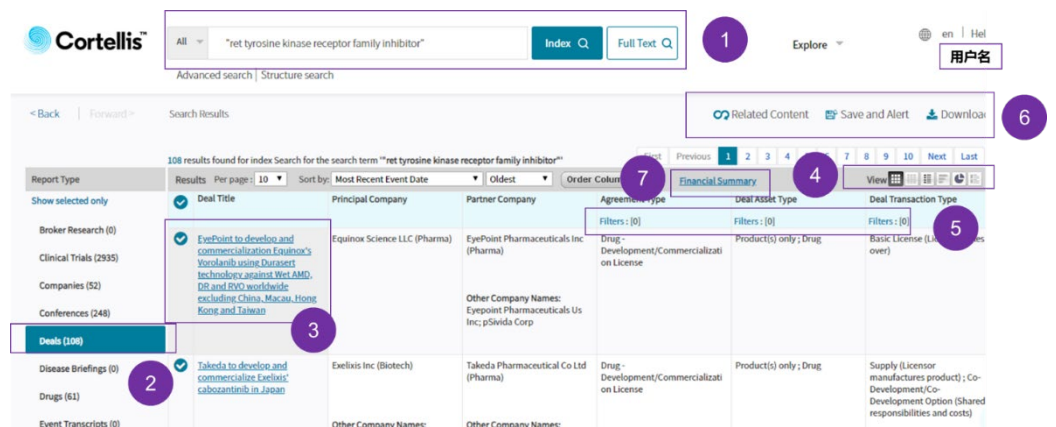 Cortellis™
All
"ret tyrosine kinase receptor family inhibitor"
Index
Full Text
1
Explore
en | Hel
用户名
Advanced search | Structure search
<Back | Forward>
Search Results
Related Content
Save and Alert
Download
6
108 results found for index Search for the search term ""ret tyrosine kinase receptor family inhibitor""
First Previous 1 2 3 4 6 7 8 9 10 Next Last
Report Type
Results Per page: 10 Sort by: Most Recent Event Date Oldest Order Colum
7
Financial Summary
4
View
Show selected only
Deal Title
Principal Company
Partner Company
Agreement Type
Deal Asset Type
Deal Transaction Type
Filters : [0]
Filters : [0]
Filters : [0]
5
Broker Research (0)
Clinical Trials (2935)
Companies (52)
Conferences (248)
Deals (108)
2
Disease Briefings (0)
Drugs (61)
Event Transcripts (0)
EyePoint to develop and
commercialization Equinox's
Vorolanib using Durasert
technology against Wet AMD,
DR and RVO worldwide
excluding China, Macau, Hong
Kong and Taiwan
3
Equinox Science LLC (Pharma)
EyePoint Pharmaceuticals Inc
(Pharma)
Other Company Names:
Eyepoint Pharmaceuticals Us
Inc; pSivida Corp
Drug -
Development/Commercializati
on License
Product(s) only ; Drug
Basic License
over)
Takeda to develop and
commercialize Exelixis'
cabozantinib in Japan
Exelixis Inc (Biotech)
Other Company Names:
Takeda Pharmaceutical Co Ltd
(Pharma)
Other Company Names:
Drug -
Development/Commercializati
on License
Product(s) only ; Drug
Supply (Licensor
manufactures product) ; Co-
Development/Co-
Development Option (Shared
responsibilities and costs)